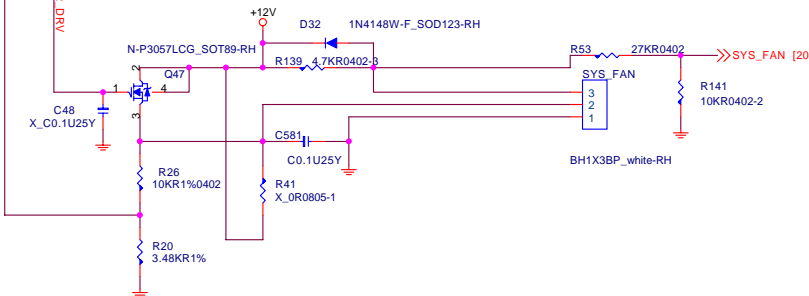 _DRV
+12V
D32 1N4148W-F_SOD123-RH
N-P3057LCG_SOT89-RH
Q47
2
1
4
3
R139 4.7KR0402-3
R53 27KR0402
SYS_FAN [20
SYS_FAN
3
2
1
R141
10KR0402-2
C48
X_C0.1U25Y
C581
C0.1U25Y
BH1X3BP_white-RH
R26
10KR1%0402
R41
X_0R0805-1
R20
3.48KR1%